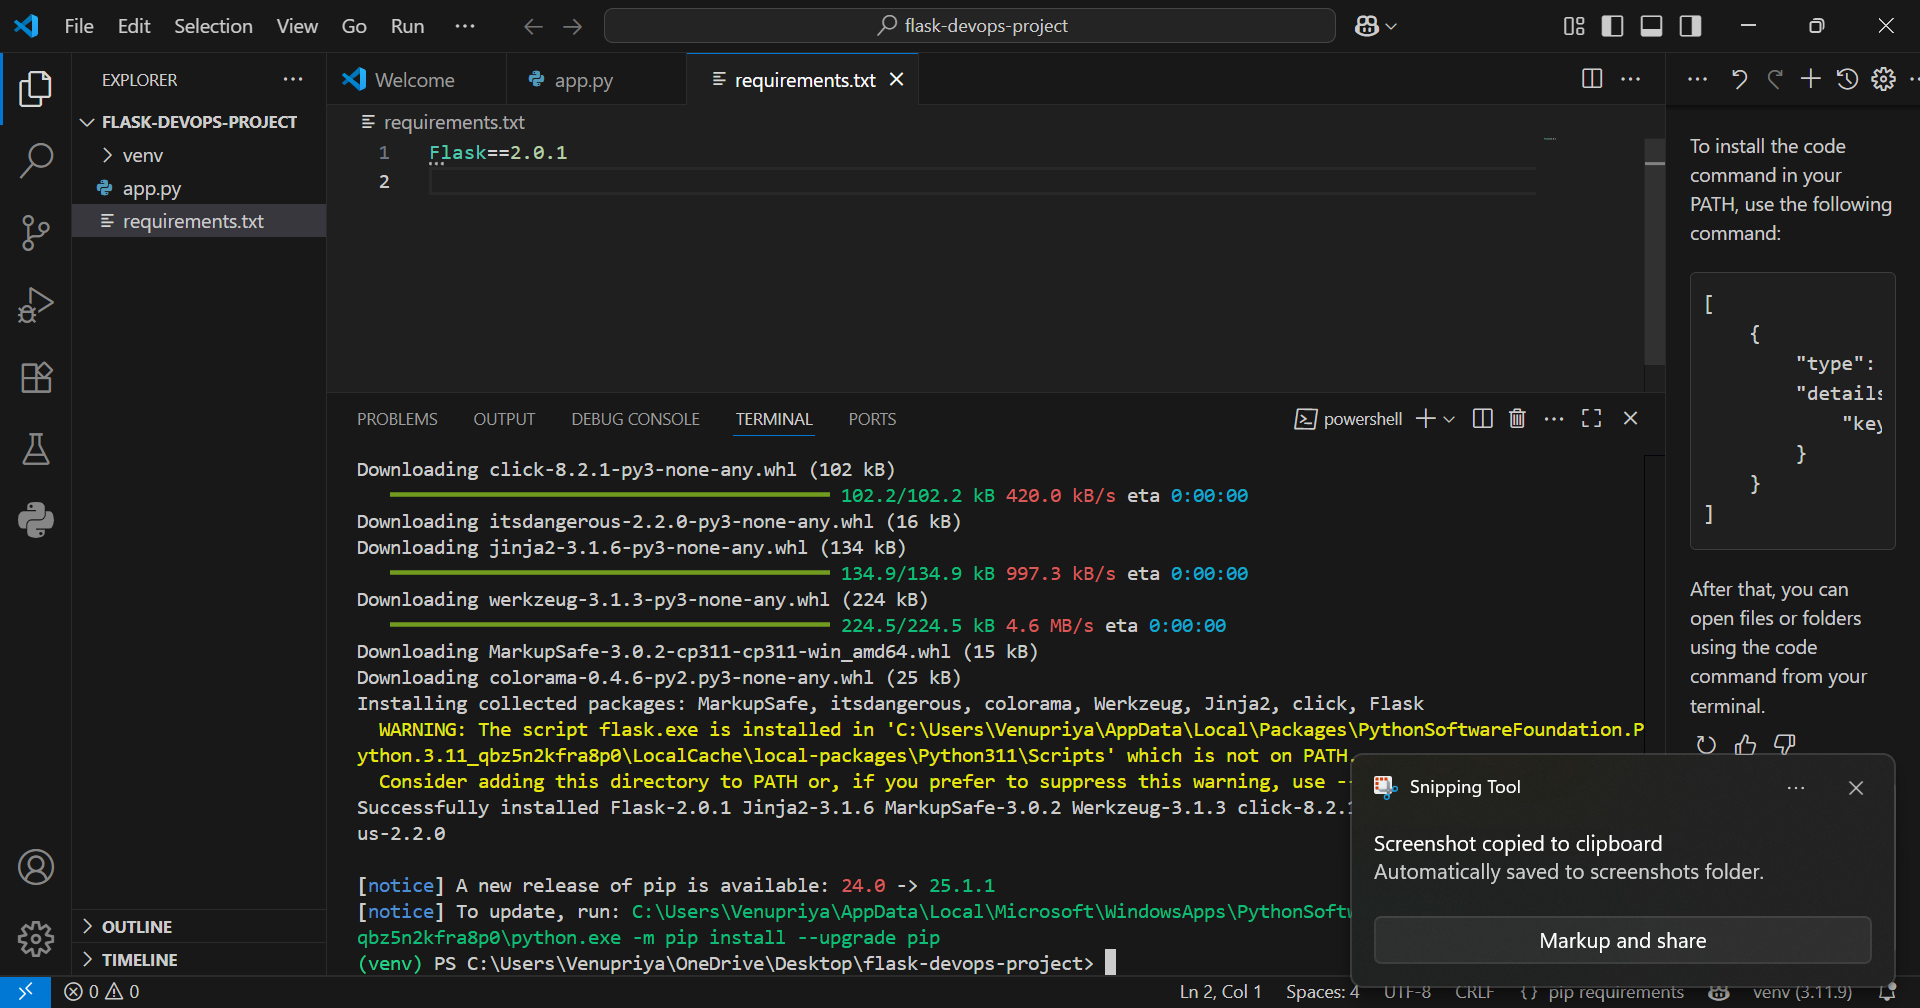 File Edit Selection View Go Run ···
flask-devops-project
EXPLORER
FLASK-DEVOPS-PROJECT
venv
app.py
requirements.txt
OUTLINE
TIMELINE
Welcome
app.py
requirements.txt
requirements.txt
1 Flask==2.0.1
2
PROBLEMS OUTPUT DEBUG CONSOLE TERMINAL PORTS
powershell
Downloading click-8.2.1-py3-none-any.whl (102 kB)
102.2/102.2 kB 420.0 kB/s eta 0:00:00
Downloading itsdangerous-2.2.0-py3-none-any.whl (16 kB)
Downloading jinja2-3.1.6-py3-none-any.whl (134 kB)
134.9/134.9 kB 997.3 kB/s eta 0:00:00
Downloading werkzeug-3.1.3-py3-none-any.whl (224 kB)
224.5/224.5 kB 4.6 MB/s eta 0:00:00
Downloading MarkupSafe-3.0.2-cp311-cp311-win_amd64.whl (15 kB)
Downloading colorama-0.4.6-py2.py3-none-any.whl (25 kB)
Installing collected packages: MarkupSafe, itsdangerous, colorama, Werkzeug, Jinja2, click, Flask
WARNING: The script flask.exe is installed in 'C:\Users\Venupriya\AppData\Local\Packages\PythonSoftwareFoundation.P
ython.3.11_qbz5n2kfra8p0\LocalCache\local-packages\Python311\Scripts' which is not on PATH.
Consider adding this directory to PATH or, if you prefer to suppress this warning, use --
Successfully installed Flask-2.0.1 Jinja2-3.1.6 MarkupSafe-3.0.2 Werkzeug-3.1.3 click-8.2.1
us-2.2.0
[notice] A new release of pip is available: 24.0 -> 25.1.1
[notice] To update, run: C:\Users\Venupriya\AppData\Local\Microsoft\WindowsApps\PythonSoftw
qbz5n2kfra8p0\python.exe -m pip install --upgrade pip
(venv) PS C:\Users\Venupriya\OneDrive\Desktop\flask-devops-project>
To install the code
command in your
PATH, use the following
command:
[
{
"type":
"details
"key
}
}
]
After that, you can
open files or folders
using the code
command from your
terminal.
Snipping Tool
Screenshot copied to clipboard
Automatically saved to screenshots folder.
Markup and share
0 0
Ln 2, Col 1 Spaces: 4 UTF-8 CRLF {} pip requirements venv (3.11.9)